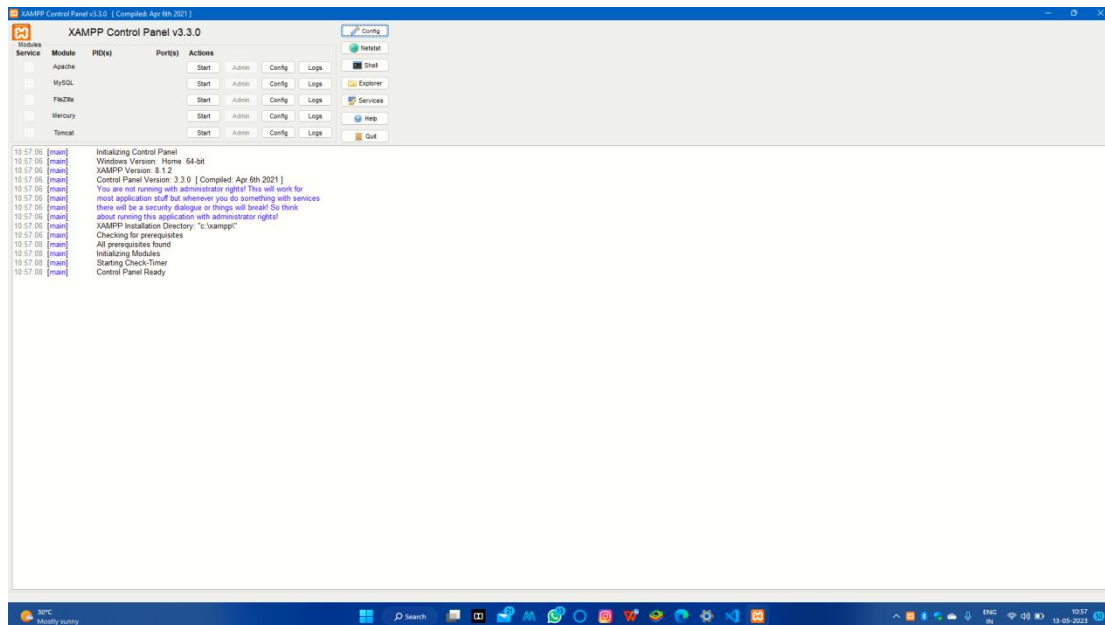 XAMPP Control Panel v3.3.0 [ Compiled: Apr 6th 2021 ]
XAMPP Control Panel v3.3.0
Config
Modules
Service Module PID(s) Port(s) Actions
Netstat
Apache Start Admin Config Logs
Shell
MySQL Start Admin Config Logs
Explorer
FileZilla Start Admin Config Logs
Services
Mercury Start Admin Config Logs
Help
Tomcat Start Admin Config Logs
Quit
10:57:06 [main] Initializing Control Panel
10:57:06 [main] Windows Version: Home 64-bit
10:57:06 [main] XAMPP Version: 8.1.2
10:57:06 [main] Control Panel Version: 3.3.0 [ Compiled: Apr 6th 2021 ]
10:57:06 [main] You are not running with administrator rights! This will work for
10:57:06 [main] most application stuff but whenever you do something with services
10:57:06 [main] there will be a security dialogue or things will break! So think
10:57:06 [main] about running this application with administrator rights!
10:57:06 [main] XAMPP Installation Directory: "c:\xampp\"
10:57:06 [main] Checking for prerequisites
10:57:08 [main] All prerequisites found
10:57:08 [main] Initializing Modules
10:57:08 [main] Starting Check-Timer
10:57:08 [main] Control Panel Ready
30°C
Mostly sunny
Search
ENG
IN
10:57
13-05-2023